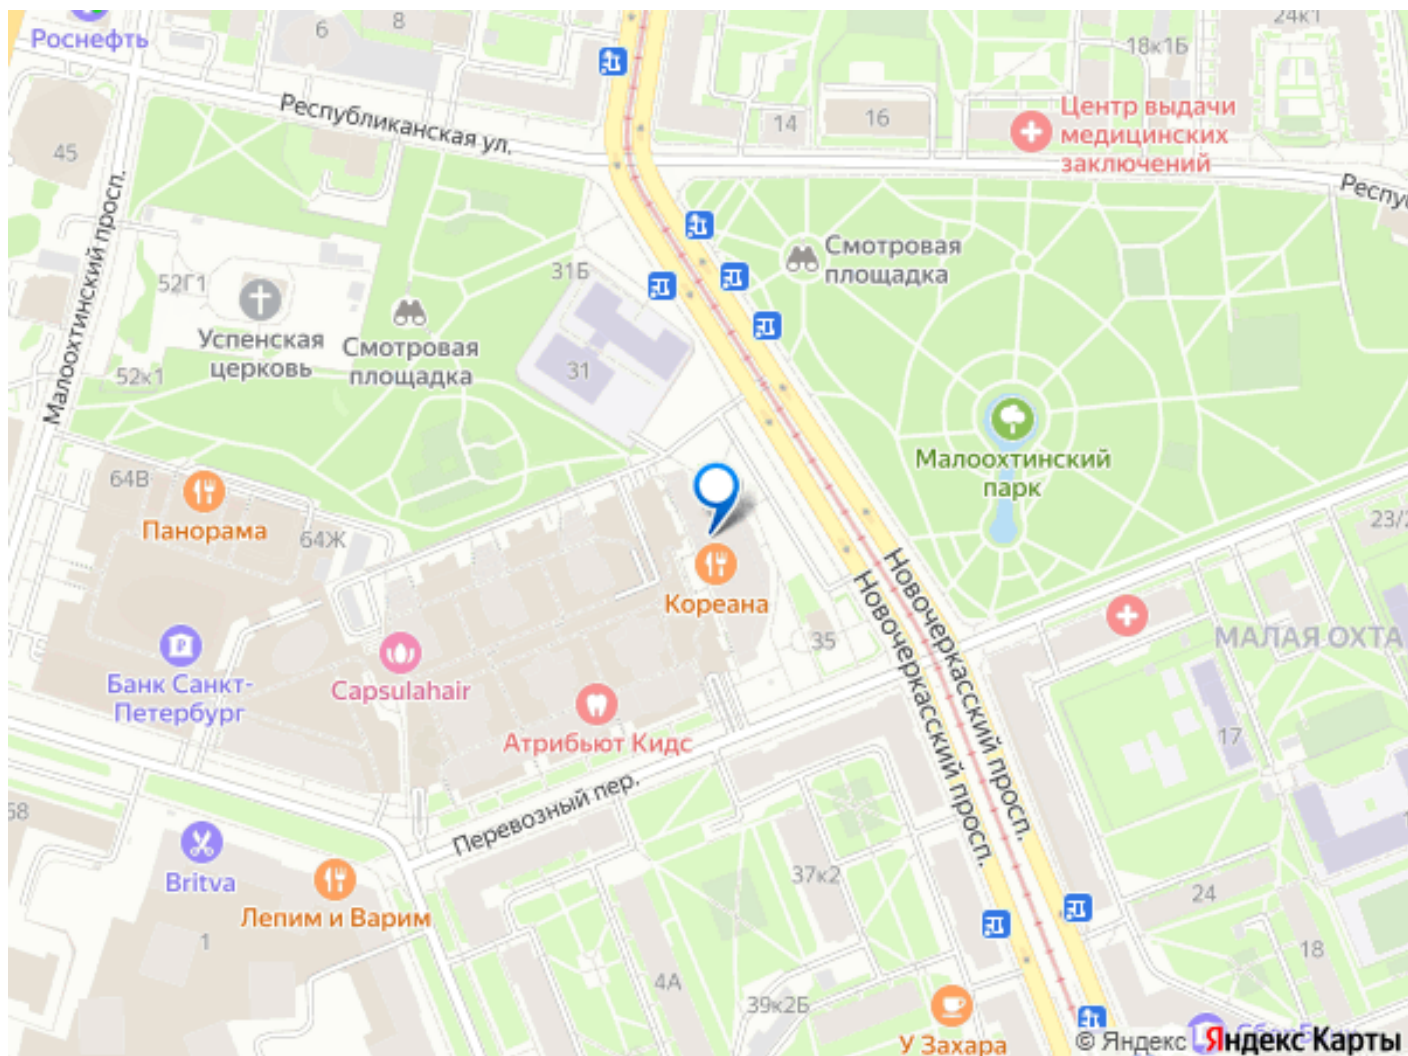 24к1
Роснефть
6
8
18к1Б
Республиканская ул.
14
16
Центр выдачи
медицинских
заключений
45
Малоохтинский просп.
52Г1
31Б
Смотровая
площадка
Успенская
церковь
Смотровая
площадка
52к1
31
Малоохтинский
парк
64В
Панорама
64Ж
23/2
Кореана
Новочеркасский просп.
Новочеркасский просп.
35
МАЛАЯ ОХТА
Банк Санкт-
Петербург
Capsulahair
Атрибьют Кидс
17
Перевозный пер.
Britva
Лепим и Варим
37к2
24
1
4А
39к2Б
18
У Захара
© Яндекс
Яндекс Карты